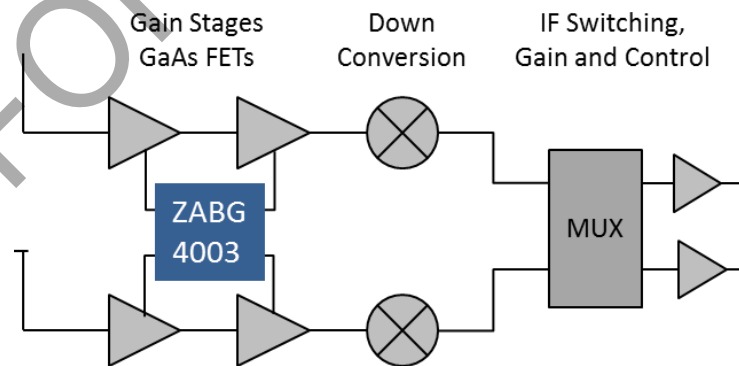 Gain Stages
GaAs FETs
Down
Conversion
IF Switching,
Gain and Control
ZABG
4003
MUX